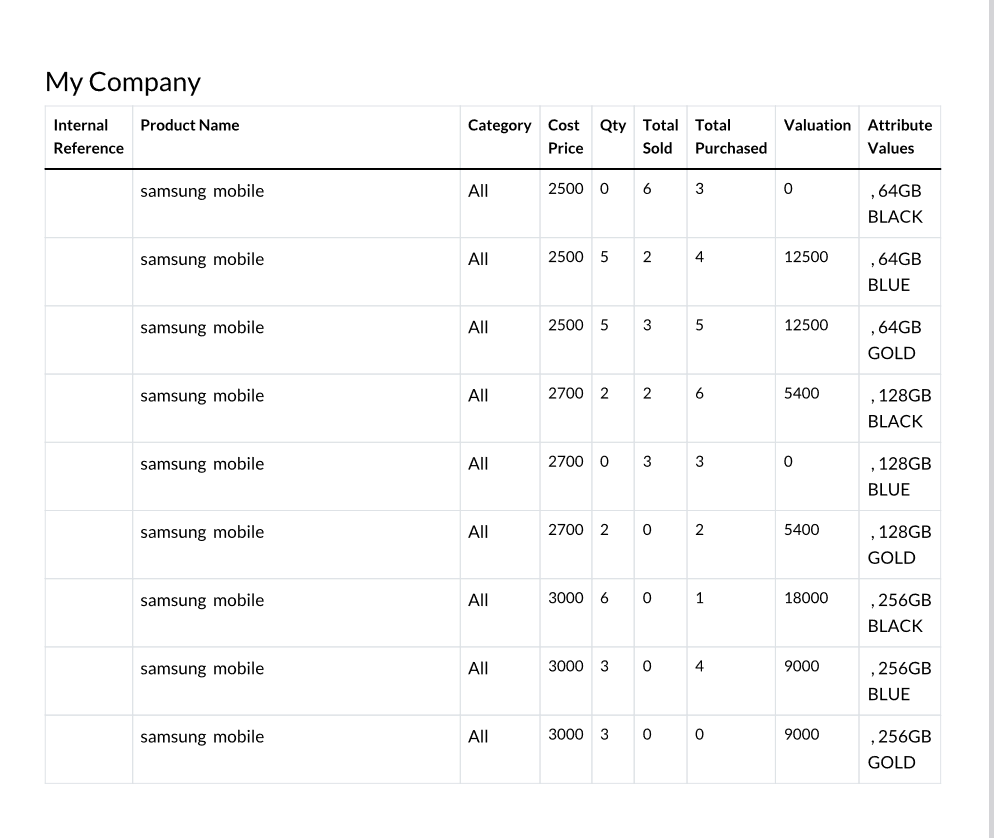 My Company
Internal Reference Product Name Category Cost Price Qty Total Sold Total Purchased Valuation Attribute Values
samsung mobile All 2500 0 6 3 0 , 64GB BLACK
samsung mobile All 2500 5 2 4 12500 , 64GB BLUE
samsung mobile All 2500 5 3 5 12500 , 64GB GOLD
samsung mobile All 2700 2 2 6 5400 , 128GB BLACK
samsung mobile All 2700 0 3 3 0 , 128GB BLUE
samsung mobile All 2700 2 0 2 5400 , 128GB GOLD
samsung mobile All 3000 6 0 1 18000 , 256GB BLACK
samsung mobile All 3000 3 0 4 9000 , 256GB BLUE
samsung mobile All 3000 3 0 0 9000 , 256GB GOLD